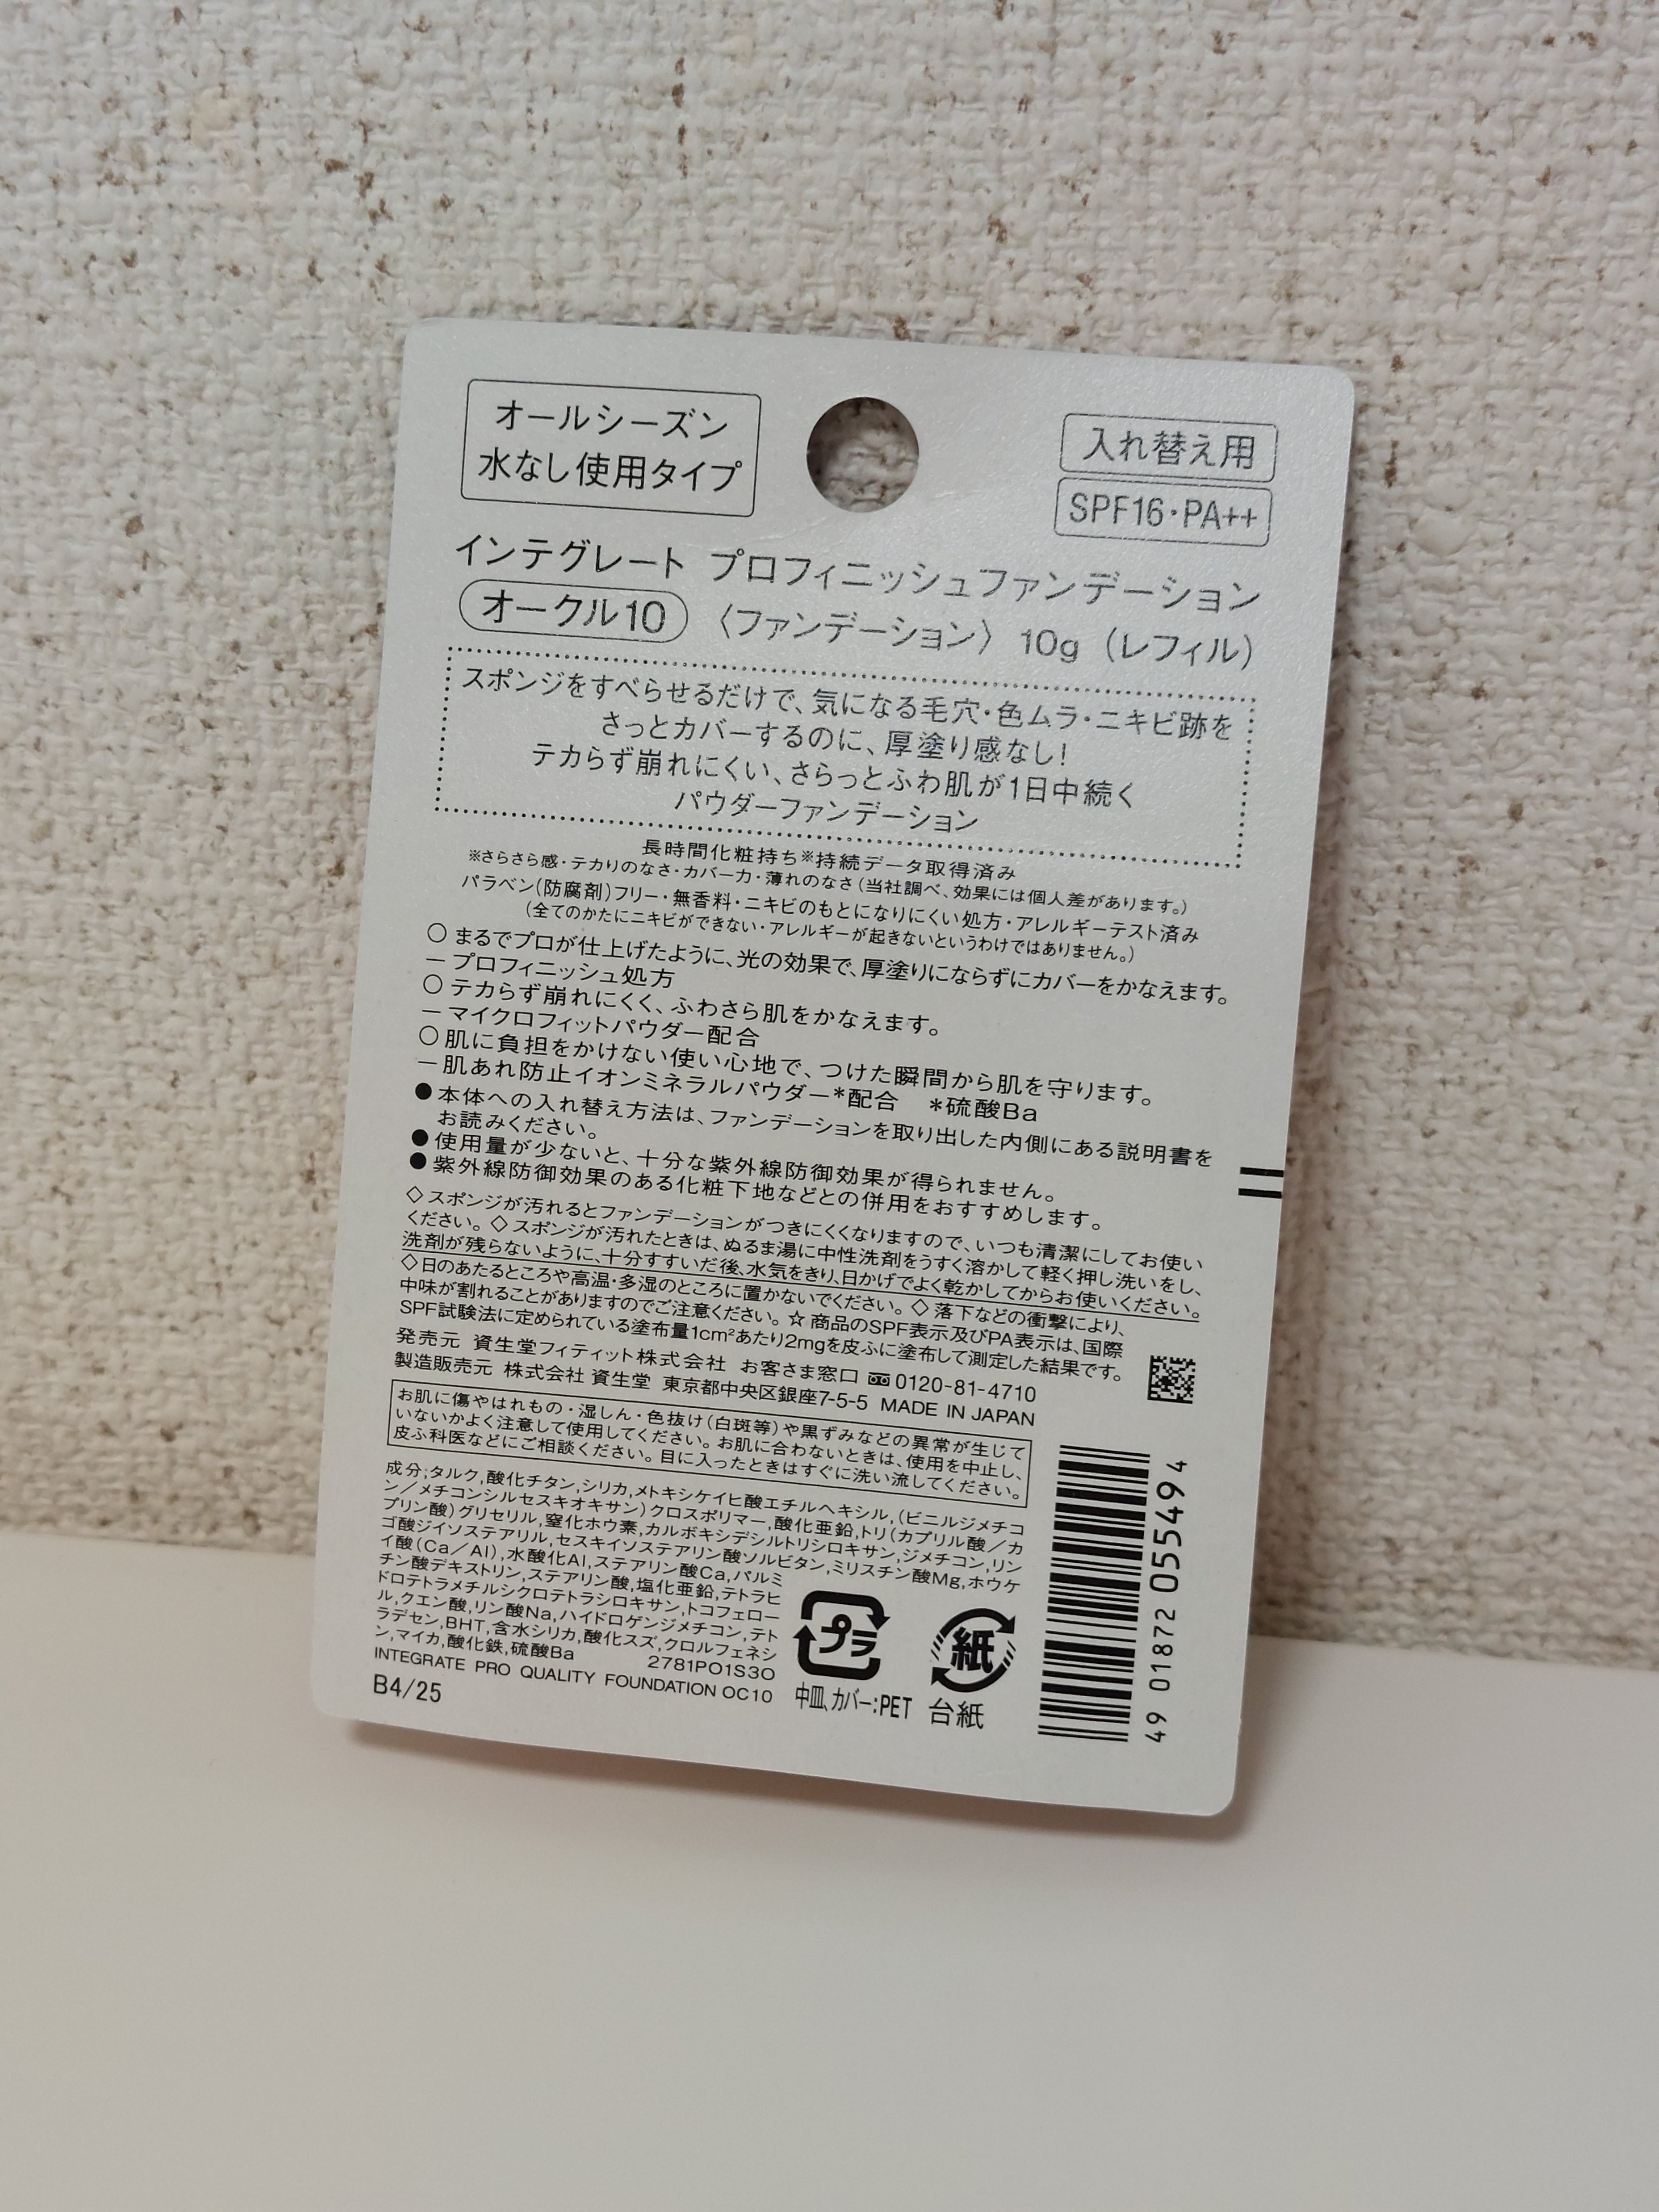 オールシーズン
水なし使用タイプ
入れ替え用
SPF16・PA++
インテグレート プロフィニッシュファンデーション
オークル10 〈ファンデーション〉 10g (レフィル)
スポンジをすべらせるだけで、気になる毛穴・色ムラ・ニキビ跡を
さっとカバーするのに、厚塗り感なし!
テカらず崩れにくい、さらっとふわ肌が1日中続く
パウダーファンデーション
長時間化粧持ち※持続データ取得済み
※さらさら感・テカりのなさ・カバー力・薄れのなさ(当社調べ、効果には個人差があります。)
パラベン(防腐剤)フリー・無香料・ニキビのもとになりにくい処方・アレルギーテスト済み
(全てのかたにニキビができない・アレルギーが起きないというわけではありません。)
○ まるでプロが仕上げたように、光の効果で、厚塗りにならずにカバーをかなえます。
ープロフィニッシュ処方
○ テカらず崩れにくく、ふわさら肌をかなえます。
ーマイクロフィットパウダー配合
○ 肌に負担をかけない使い心地で、つけた瞬間から肌を守ります。
ー肌あれ防止イオンミネラルパウダー*配合 *硫酸Ba
● 本体への入れ替え方法は、ファンデーションを取り出した内側にある説明書を
お読みください。
● 使用量が少ないと、十分な紫外線防御効果が得られません。
● 紫外線防御効果のある化粧下地などとの併用をおすすめします。
◇ スポンジが汚れるとファンデーションがつきにくくなりますので、いつも清潔にしてお使い
ください。◇ スポンジが汚れたときは、ぬるま湯に中性洗剤をうすく溶かして軽く押し洗いをし、
洗剤が残らないように、十分すすいだ後、水気をきり、日かげでよく乾かしてからお使いください。
◇日のあたるところや高温・多湿のところに置かないでください。◇ 落下などの衝撃により、
中味が割れることがありますのでご注意ください。☆ 商品のSPF表示及びPA表示は、国際
SPF試験法に定められている塗布量1cm²あたり2mgを皮ふに塗布して測定した結果です。
発売元 資生堂フィティット株式会社 お客さま窓口 0120-81-4710
製造販売元 株式会社 資生堂 東京都中央区銀座7-5-5 MADE IN JAPAN
お肌に傷やはれもの・湿しん・色抜け(白斑等)や黒ずみなどの異常が生じて
いないかよく注意して使用してください。お肌に合わないときは、使用を中止し、
皮ふ科医などにご相談ください。目に入ったときはすぐに洗い流してください。
成分;タルク,酸化チタン,シリカ,メトキシケイヒ酸エチルヘキシル,(ビニルジメチコ
ン/メチコンシルセスキオキサン)クロスポリマー,酸化亜鉛,トリ(カプリル酸/カ
プリン酸)グリセリル,窒化ホウ素,カルボキシデシルトリシロキサン,ジメチコン,リン
ゴ酸ジイソステアリル,セスキイソステアリン酸ソルビタン,ミリスチン酸Mg,ホウケ
イ酸(Ca/Al),水酸化Al,ステアリン酸Ca,パルミ
チン酸デキストリン,ステアリン酸,塩化亜鉛,テトラヒ
ドロテトラメチルシクロテトラシロキサン,トコフェロー
ル,クエン酸,リン酸Na,ハイドロゲンジメチコン,テト
ラデセン,BHT,含水シリカ,酸化スズ,クロルフェネシ
ン,マイカ,酸化鉄,硫酸Ba 2781PO1S3O
INTEGRATE PRO QUALITY FOUNDATION OC10
B4/25
プラ
中皿、カバー:PET
紙
台紙
49 01872 05549 4